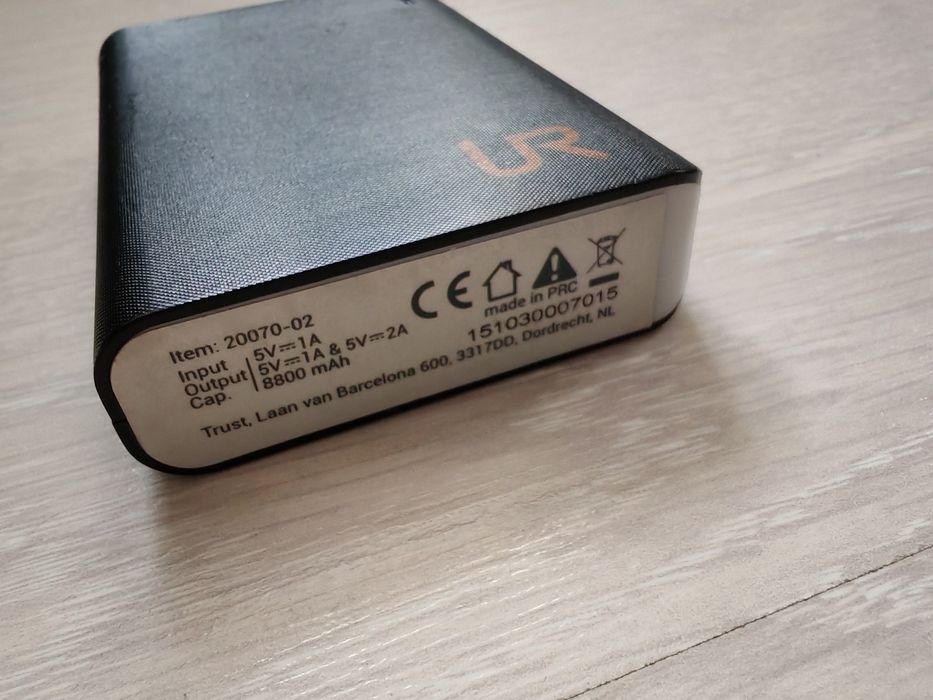 UR
Item: 20070-02
Input 5V⎓1A
Output 5V⎓1A & 5V⎓2A
Cap. 8800 mAh
CE
made in PRC
151030007015
Trust, Laan van Barcelona 600, 3317DD, Dordrecht, NL